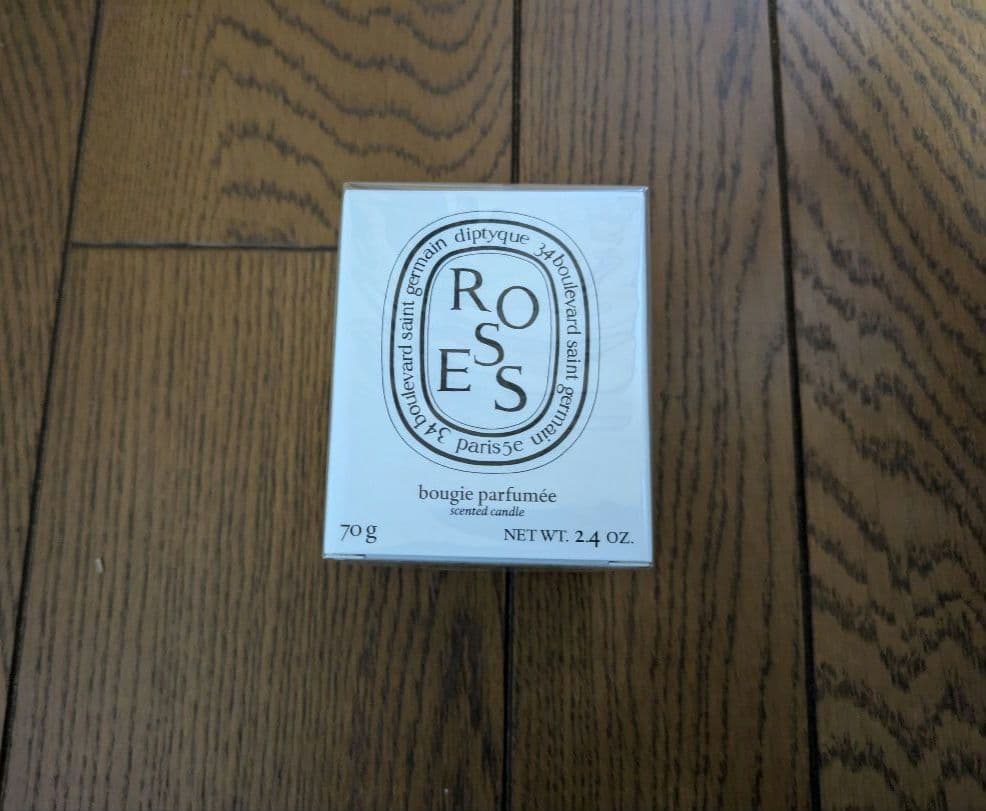 diptyque 34 boulevard saint germain
paris 5e
34 boulevard saint germain
R O
S
E S
bougie parfumée
scented candle
70 g
NET WT. 2.4 OZ.